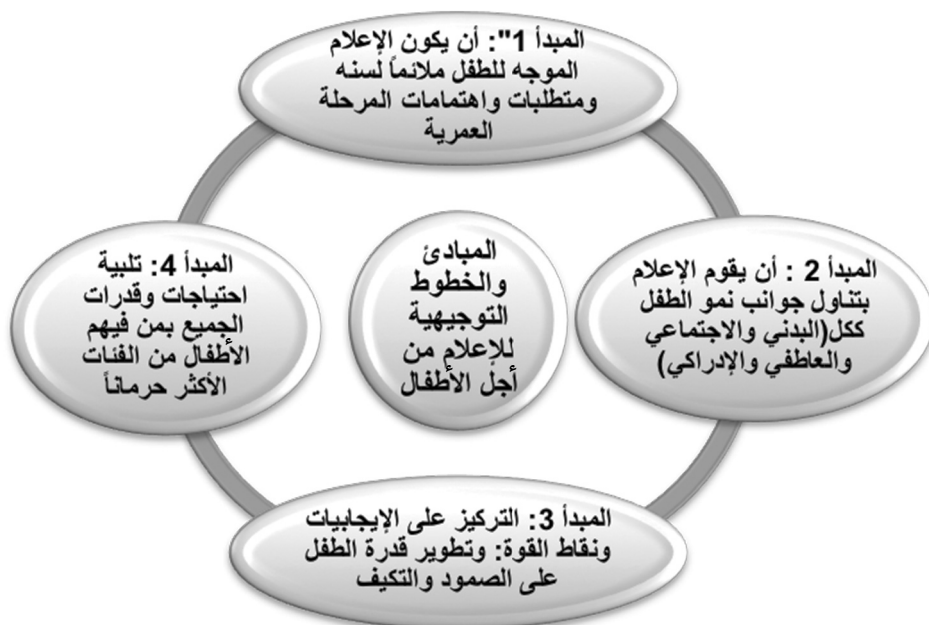 المبدأ 1": أن يكون الإعلام
الموجه للطفل ملائماً لسنه
ومتطلبات واهتمامات المرحلة
العمرية
المبدأ 2 : أن يقوم الإعلام
بتناول جوانب نمو الطفل
ككل(البدني والاجتماعي
والعاطفي والإدراكي)
المبدأ 3: التركيز على الإيجابيات
ونقاط القوة: وتطوير قدرة الطفل
على الصمود والتكيف
المبدأ 4: تلبية
احتياجات وقدرات
الجميع بمن فيهم
الأطفال من الفئات
الأكثر حرماناً
المبادئ
والخطوط
التوجيهية
للإعلام من
أجل الأطفال